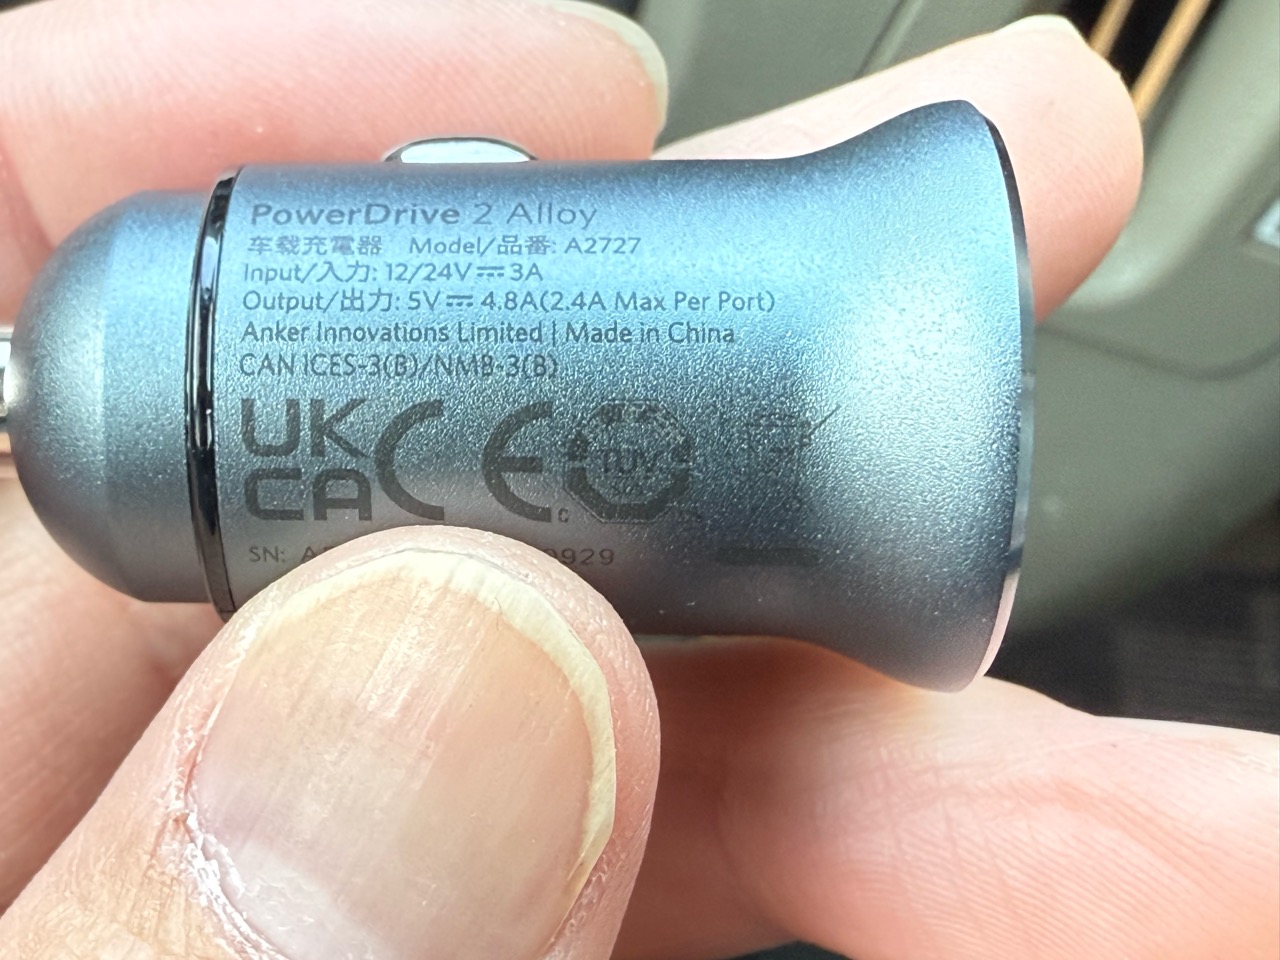 PowerDrive 2 Alloy
车载充電器 Model/品番: A2727
Input/入力: 12/24V⎓3A
Output/出力: 5V⎓4.8A(2.4A Max Per Port)
Anker Innovations Limited | Made in China
CAN ICES-3(B)/NMB-3(B)
UK
CA CE TÜV
SN: